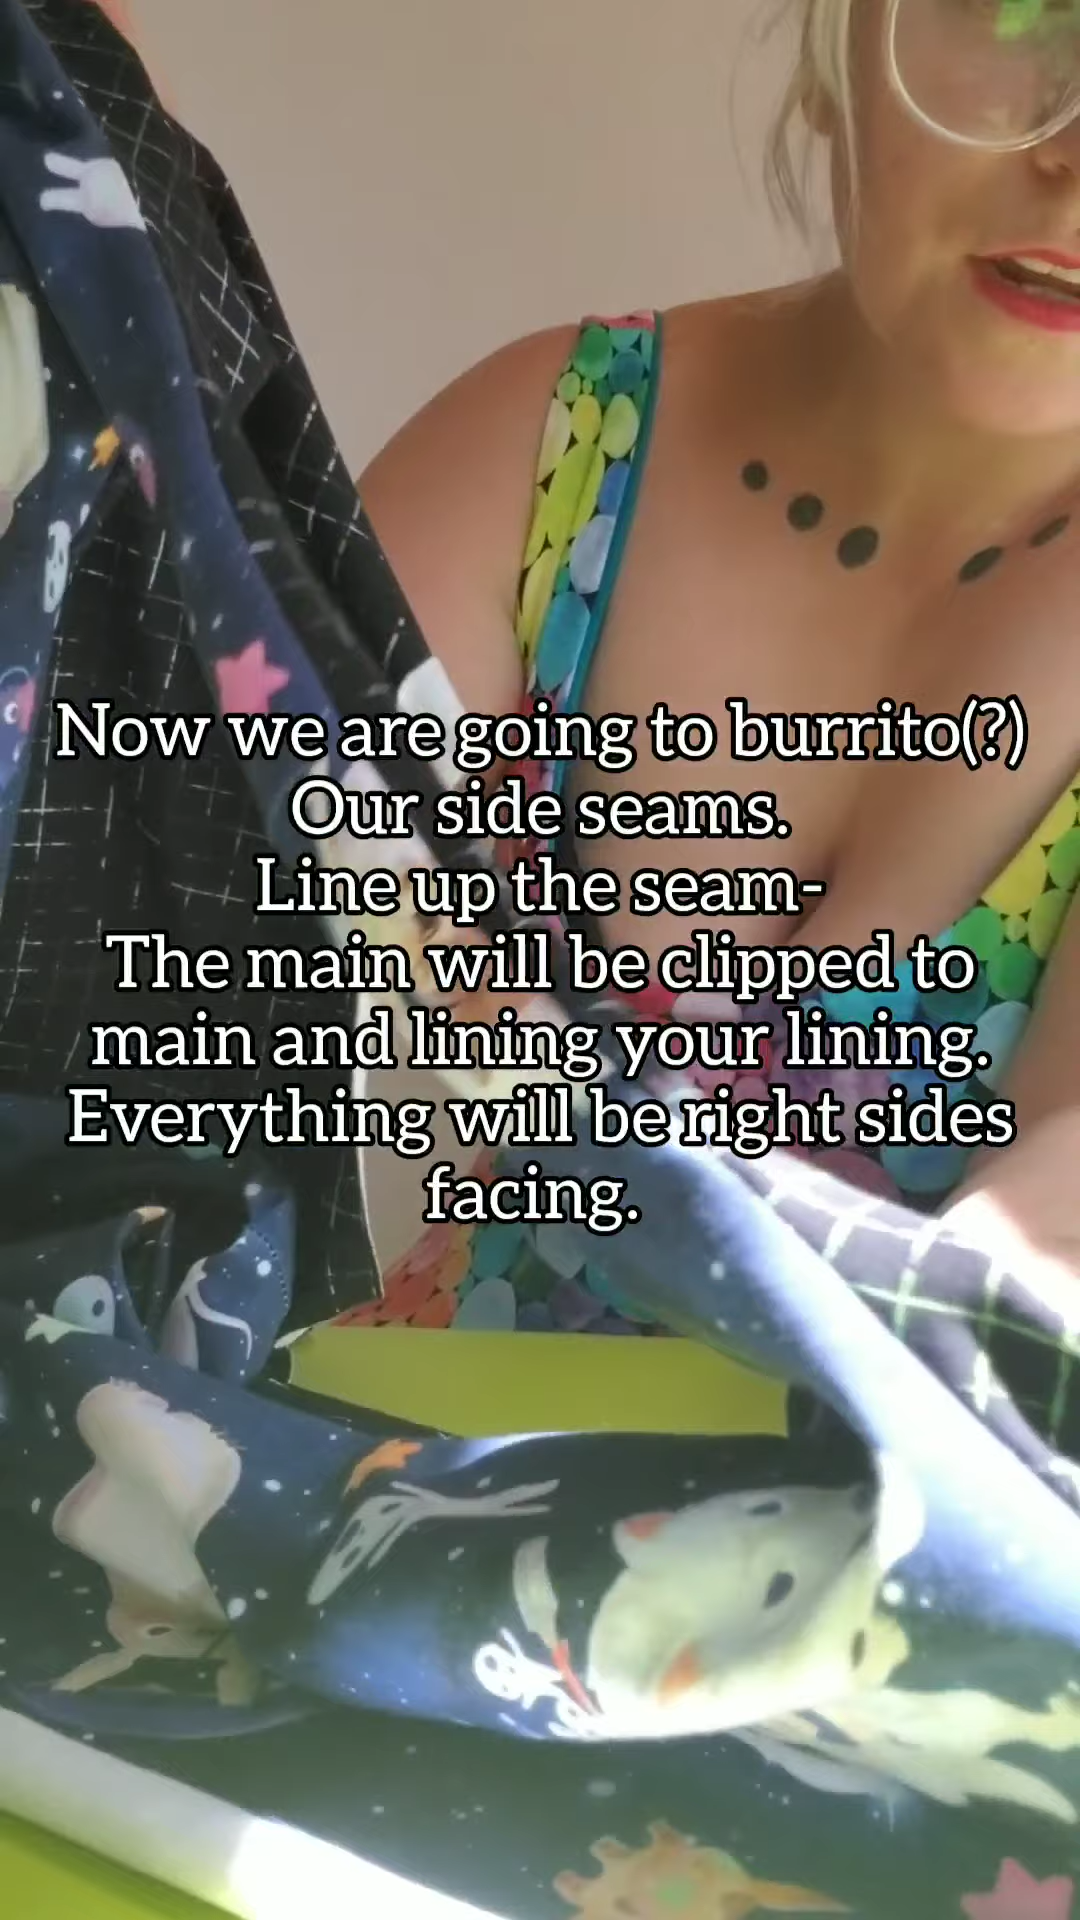 Now we are going to burrito(?)
Our side seams.
Line up the seam-
The main will be clipped to
main and lining your lining.
Everything will be right sides
facing.